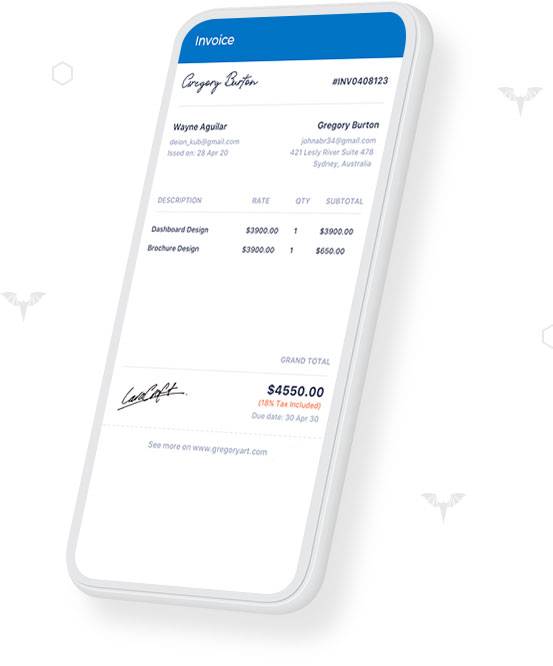 Invoice
Gregory Burton #INV0408123
Wayne Aguilar Gregory Burton
deion_kub@gmail.com johnabr34@gmail.com
Issed on: 28 Apr 20 421 Lesly River Suite 478
Sydney, Australia
DESCRIPTION RATE QTY SUBTOTAL
Dashboard Design $3900.00 1 $3900.00
Brochure Design $3900.00 1 $650.00
GRAND TOTAL
$4550.00
(18% Tax Included)
Due date: 30 Apr 30
See more on www.gregoryart.com